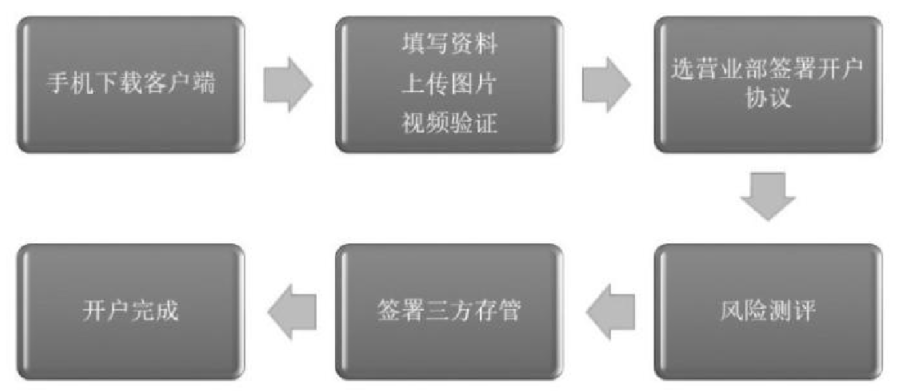 手机下载客户端
填写资料
上传图片
视频验证
选营业部签署开户
协议
风险测评
签署三方存管
开户完成